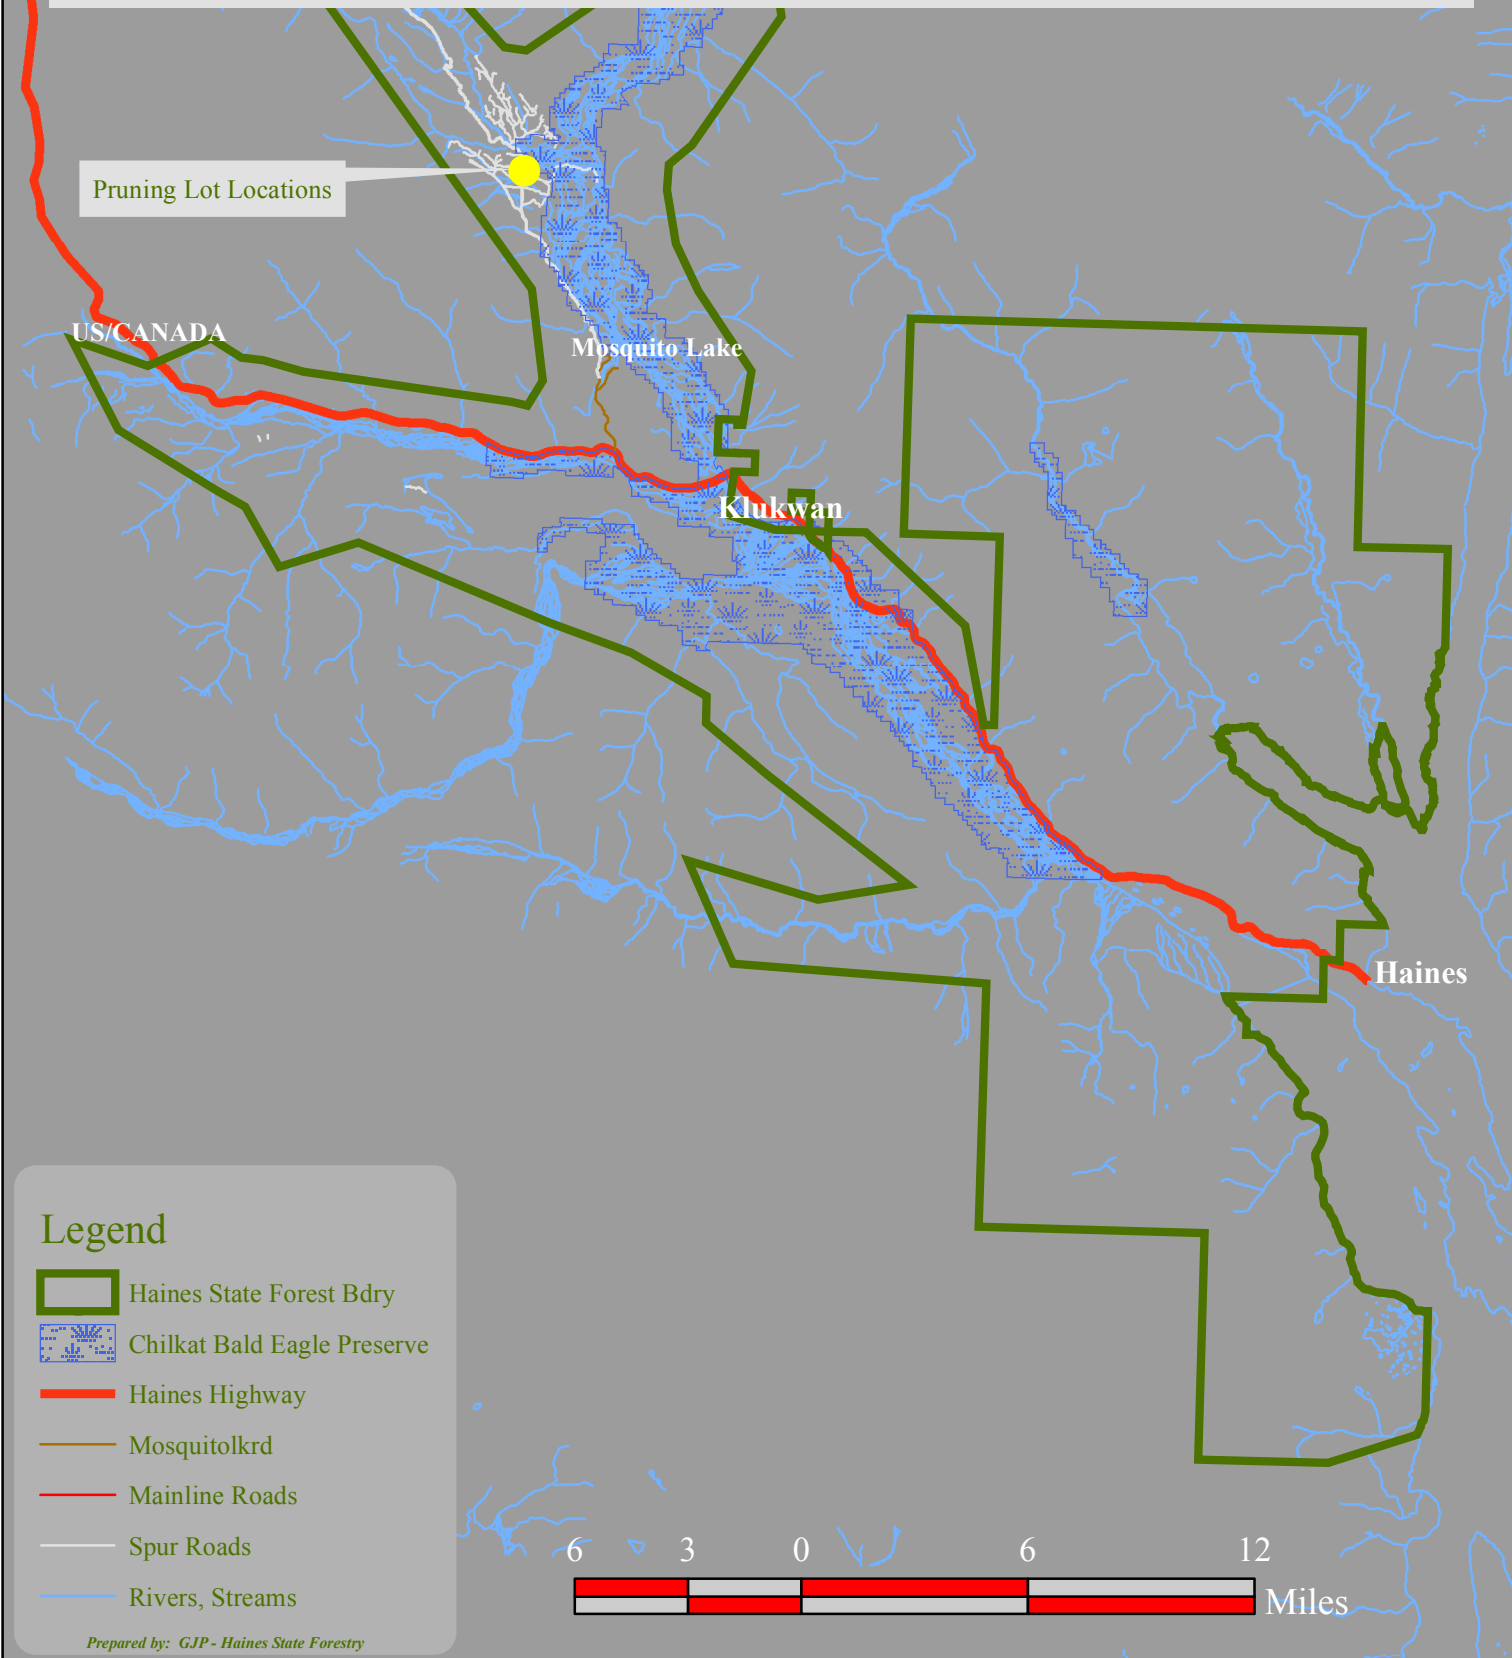 Pruning Lot Locations
US/CANADA
Mosquito Lake
Klukwan
Haines
Legend
Haines State Forest Bdry
Chilkat Bald Eagle Preserve
Haines Highway
Mosquitolkrd
Mainline Roads
Spur Roads
Rivers, Streams
Prepared by: GJP - Haines State Forestry
6 3 0 6 12
Miles